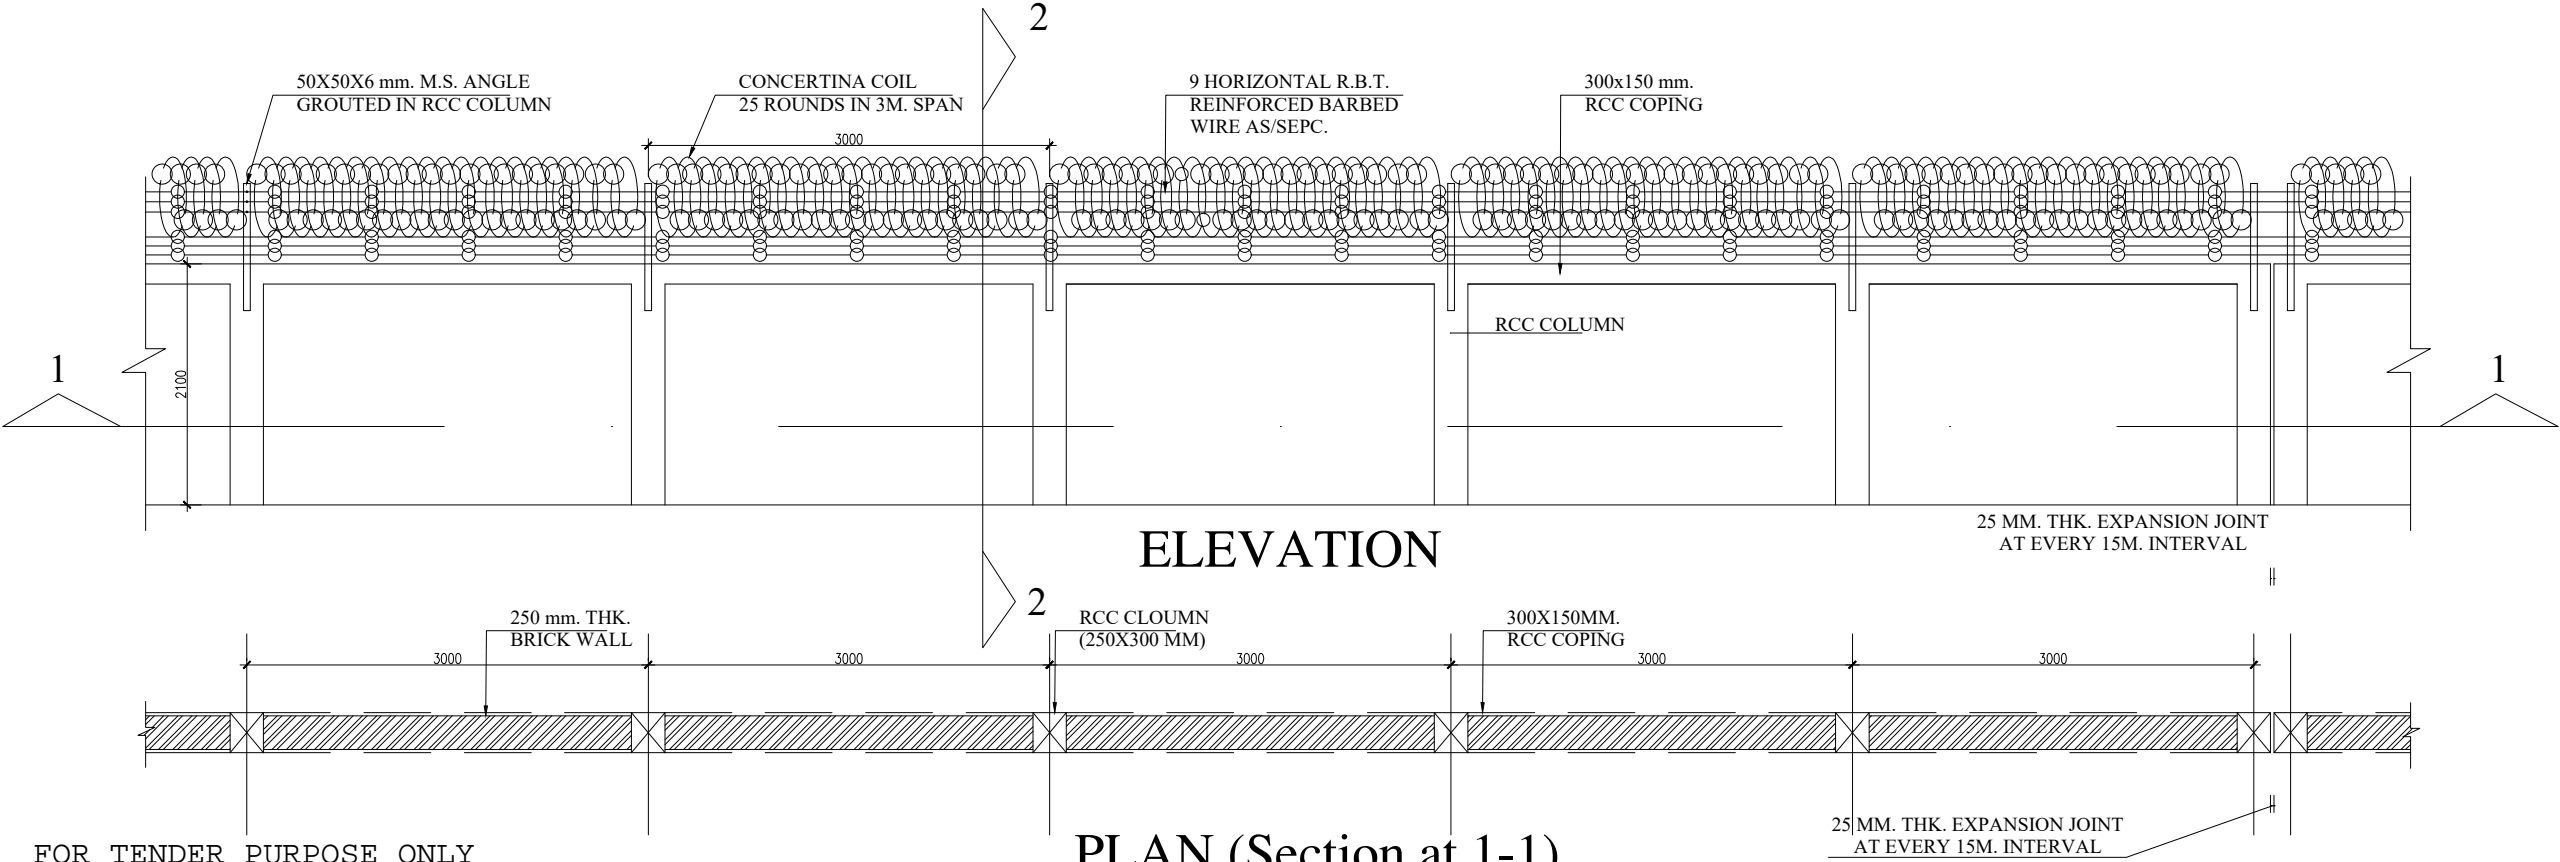 2
50X50X6 mm. M.S. ANGLE
GROUTED IN RCC COLUMN
CONCERTINA COIL
25 ROUNDS IN 3M. SPAN
9 HORIZONTAL R.B.T.
REINFORCED BARBED
WIRE AS/SEPC.
300x150 mm.
RCC COPING
3000
RCC COLUMN
1
1
2100
25 MM. THK. EXPANSION JOINT
AT EVERY 15M. INTERVAL
ELEVATION
2
250 mm. THK.
BRICK WALL
RCC CLOUMN
(250X300 MM)
300X150MM.
RCC COPING
3000
3000
3000
3000
3000
25 MM. THK. EXPANSION JOINT
AT EVERY 15M. INTERVAL
FOR TENDER PURPOSE ONLY
PLAN (Section at 1-1)